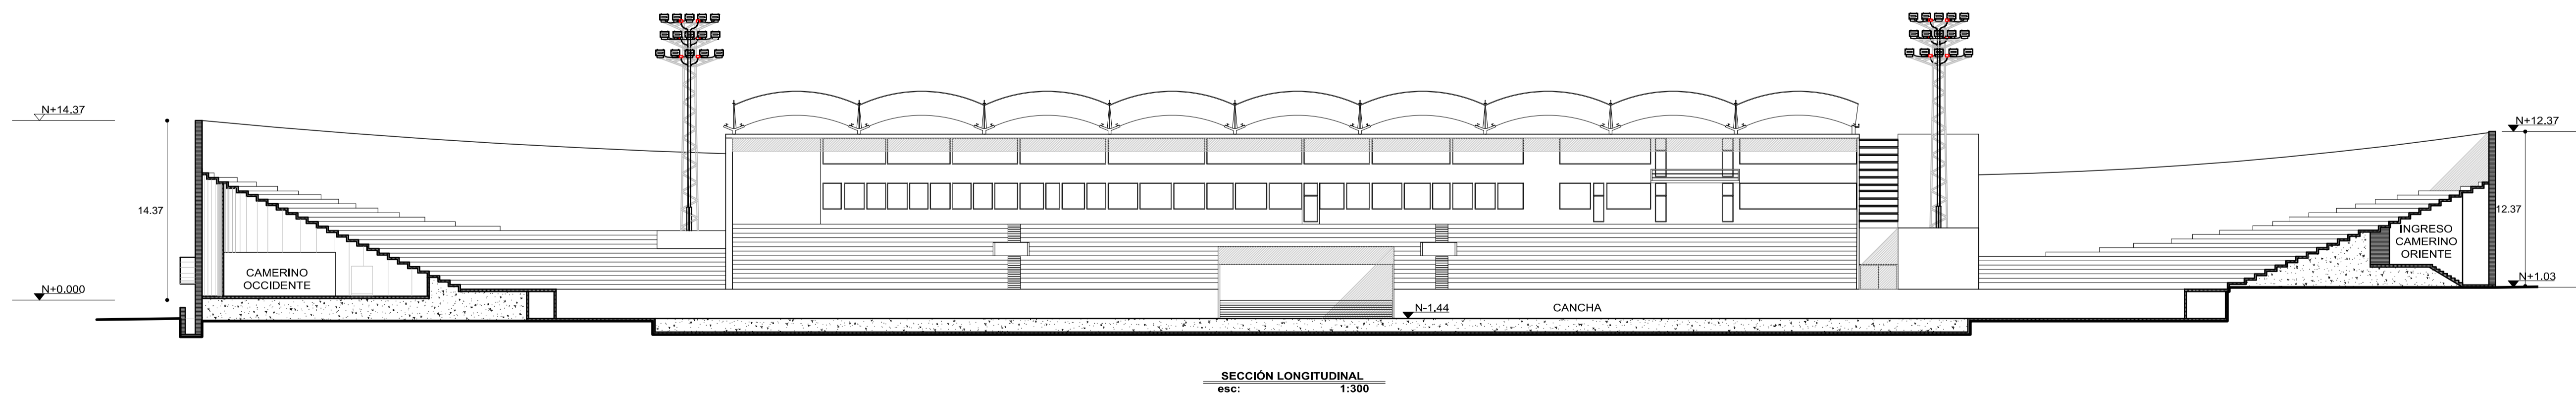 N+14.37
N+12.37
14.37
12.37
CAMERINO
OCCIDENTE
INGRESO
CAMERINO
ORIENTE
N+0.000
N+1.03
N-1.44
CANCHA
SECCIÓN LONGITUDINAL
esc: 1:300